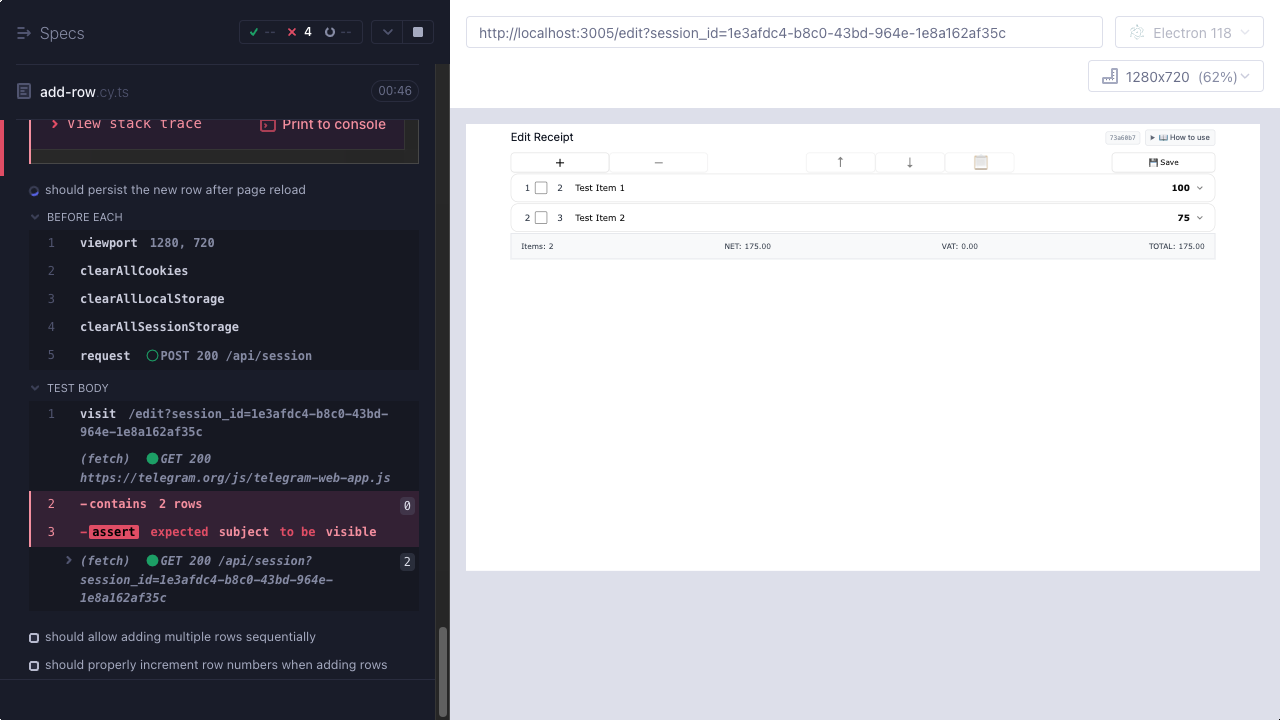 Specs
-- 4 --
add-row.cy.ts
00:46
View stack trace
Print to console
should persist the new row after page reload
BEFORE EACH
1 viewport 1280, 720
2 clearAllCookies
3 clearAllLocalStorage
4 clearAllSessionStorage
5 request POST 200 /api/session
TEST BODY
1 visit /edit?session_id=1e3afdc4-b8c0-43bd-
964e-1e8a162af35c
(fetch) GET 200
https://telegram.org/js/telegram-web-app.js
2 -contains 2 rows 0
3 -assert expected subject to be visible
(fetch) GET 200 /api/session? 2
session_id=1e3afdc4-b8c0-43bd-964e-
1e8a162af35c
should allow adding multiple rows sequentially
should properly increment row numbers when adding rows
http://localhost:3005/edit?session_id=1e3afdc4-b8c0-43bd-964e-1e8a162af35c
Electron 118
1280x720 (62%)
Edit Receipt
73a60b7
How to use
+ − ↑ ↓
Save
1 2 Test Item 1 100
2 3 Test Item 2 75
Items: 2 NET: 175.00 VAT: 0.00 TOTAL: 175.00